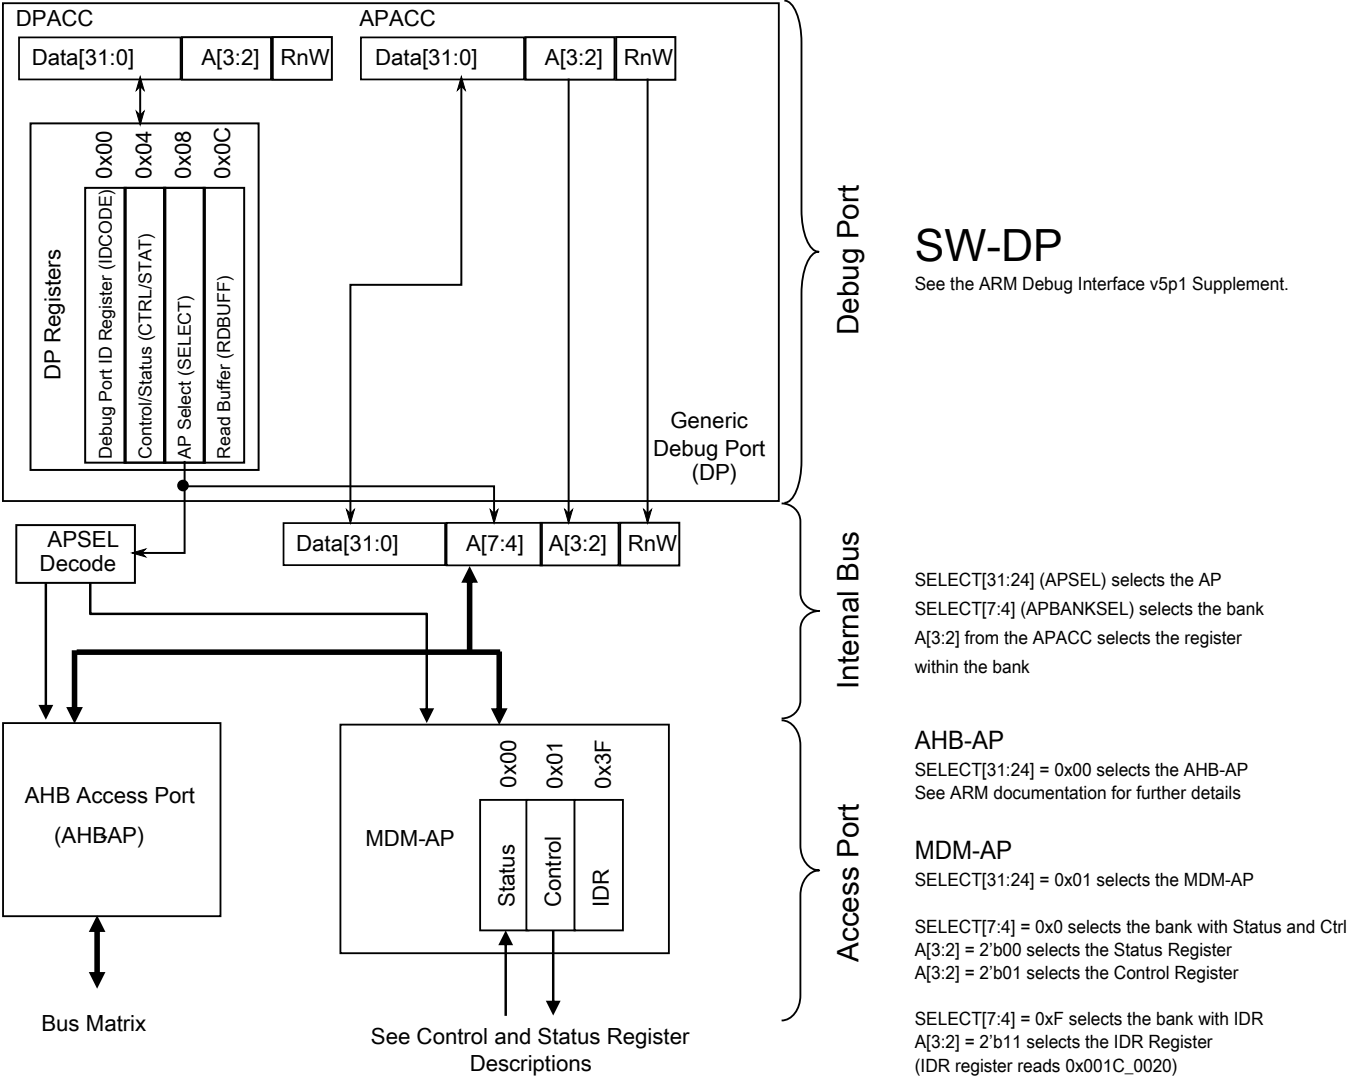 DPACC
APACC
Data[31:0]
A[3:2]
RnW
Data[31:0]
A[3:2]
RnW
0x00
0x04
0x08
0x0C
DP Registers
Debug Port ID Register (IDCODE)
Control/Status (CTRL/STAT)
AP Select (SELECT)
Read Buffer (RDBUFF)
Generic
Debug Port
(DP)
Debug Port
SW-DP
See the ARM Debug Interface v5p1 Supplement.
APSEL
Decode
Data[31:0]
A[7:4]
A[3:2]
RnW
Internal Bus
SELECT[31:24] (APSEL) selects the AP
SELECT[7:4] (APBANKSEL) selects the bank
A[3:2] from the APACC selects the register
within the bank
AHB Access Port
(AHB-AP)
Bus Matrix
MDM-AP
0x00
0x01
0x3F
Status
Control
IDR
See Control and Status Register
Descriptions
Access Port
AHB-AP
SELECT[31:24] = 0x00 selects the AHB-AP
See ARM documentation for further details
MDM-AP
SELECT[31:24] = 0x01 selects the MDM-AP
SELECT[7:4] = 0x0 selects the bank with Status and Ctrl
A[3:2] = 2’b00 selects the Status Register
A[3:2] = 2’b01 selects the Control Register
SELECT[7:4] = 0xF selects the bank with IDR
A[3:2] = 2’b11 selects the IDR Register
(IDR register reads 0x001C_0020)